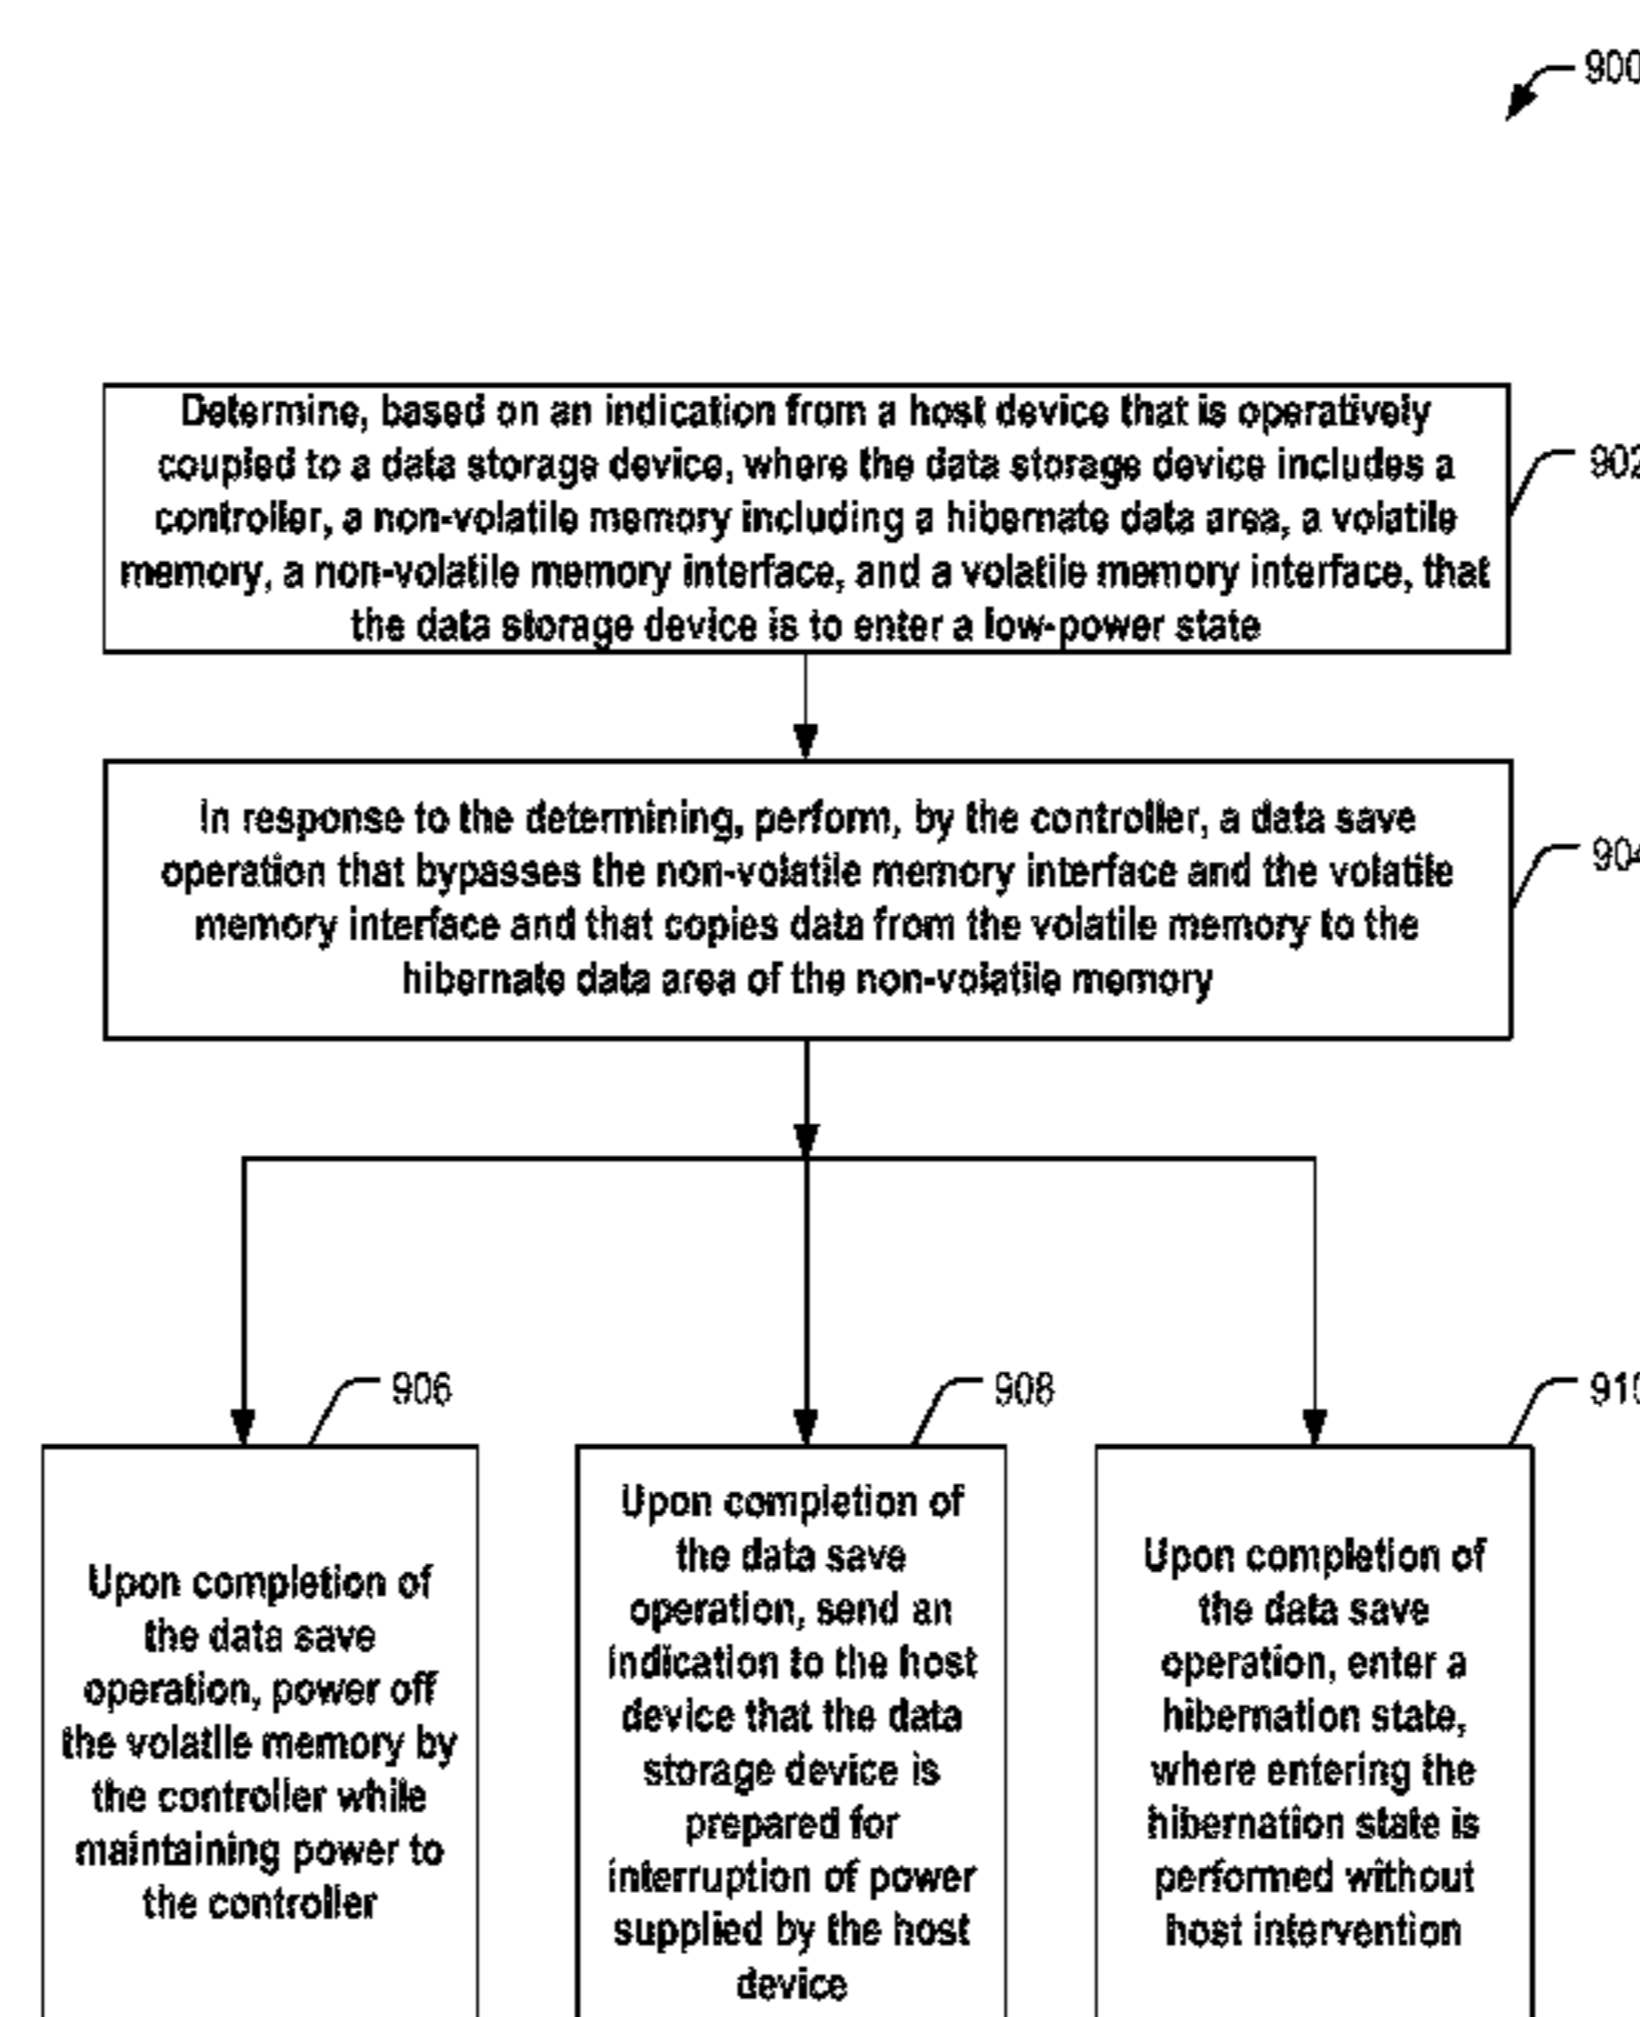 900
Determine, based on an indication from a host device that is operatively
coupled to a data storage device, where the data storage device includes a
controller, a non-volatile memory including a hibernate data area, a volatile
memory, a non-volatile memory interface, and a volatile memory interface, that
the data storage device is to enter a low-power state
902
In response to the determining, perform, by the controller, a data save
operation that bypasses the non-volatile memory interface and the volatile
memory interface and that copies data from the volatile memory to the
hibernate data area of the non-volatile memory
904
906
Upon completion of
the data save
operation, power off
the volatile memory by
the controller while
maintaining power to
the controller
908
Upon completion of
the data save
operation, send an
indication to the host
device that the data
storage device is
prepared for
interruption of power
supplied by the host
device
910
Upon completion of
the data save
operation, enter a
hibernation state,
where entering the
hibernation state is
performed without
host intervention